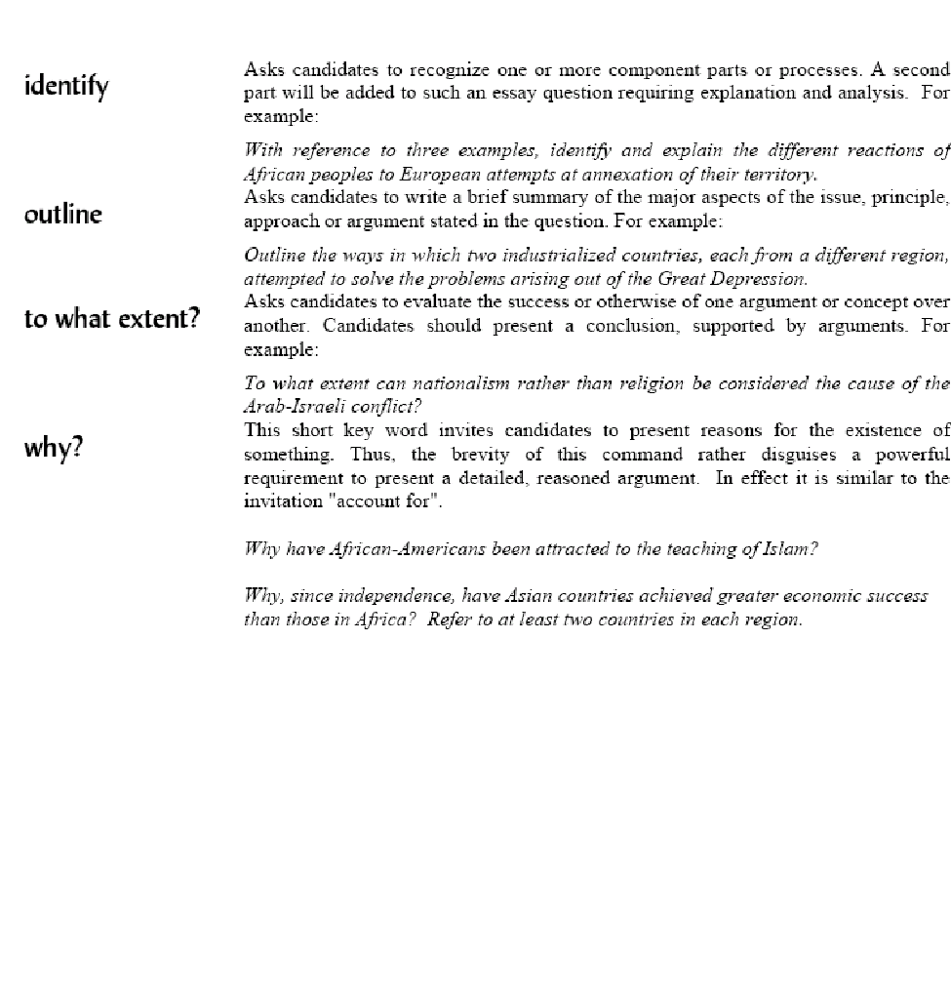 identify
Asks candidates to recognize one or more component parts or processes. A second
part will be added to such an essay question requiring explanation and analysis. For
example:
With reference to three examples, identify and explain the different reactions of
African peoples to European attempts at annexation of their territory.
outline
Asks candidates to write a brief summary of the major aspects of the issue, principle,
approach or argument stated in the question. For example:
Outline the ways in which two industrialized countries, each from a different region,
attempted to solve the problems arising out of the Great Depression.
to what extent?
Asks candidates to evaluate the success or otherwise of one argument or concept over
another. Candidates should present a conclusion, supported by arguments. For
example:
To what extent can nationalism rather than religion be considered the cause of the
Arab-Israeli conflict?
why?
This short key word invites candidates to present reasons for the existence of
something. Thus, the brevity of this command rather disguises a powerful
requirement to present a detailed, reasoned argument. In effect it is similar to the
invitation "account for".
Why have African-Americans been attracted to the teaching of Islam?
Why, since independence, have Asian countries achieved greater economic success
than those in Africa? Refer to at least two countries in each region.